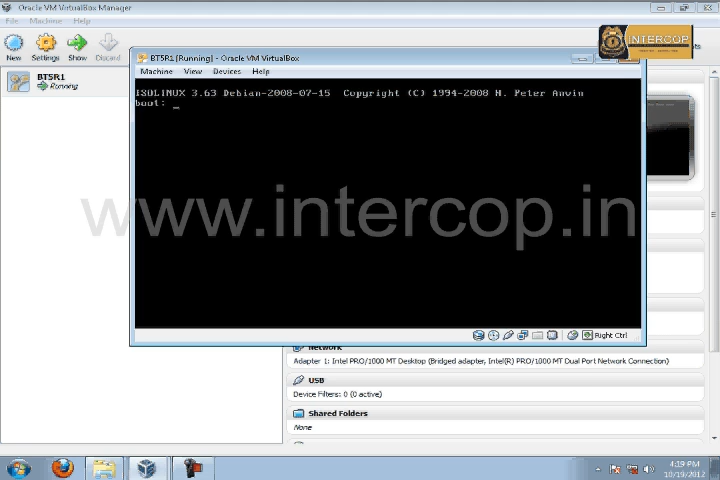 Oracle VM VirtualBox Manager
File Machine Help
New Settings Show Discard
INTERCOP
BT5R1
Running
BT5R1 [Running] - Oracle VM VirtualBox
Machine View Devices Help
ISOLINUX 3.63 Debian-2008-07-15 Copyright (C) 1994-2008 H. Peter Anvin
boot: _
www.intercop.in
Right Ctrl
Network
Adapter 1: Intel PRO/1000 MT Desktop (Bridged adapter, Intel(R) PRO/1000 MT Dual Port Network Connection)
USB
Device Filters: 0 (0 active)
Shared Folders
None
4:19 PM
10/19/2012